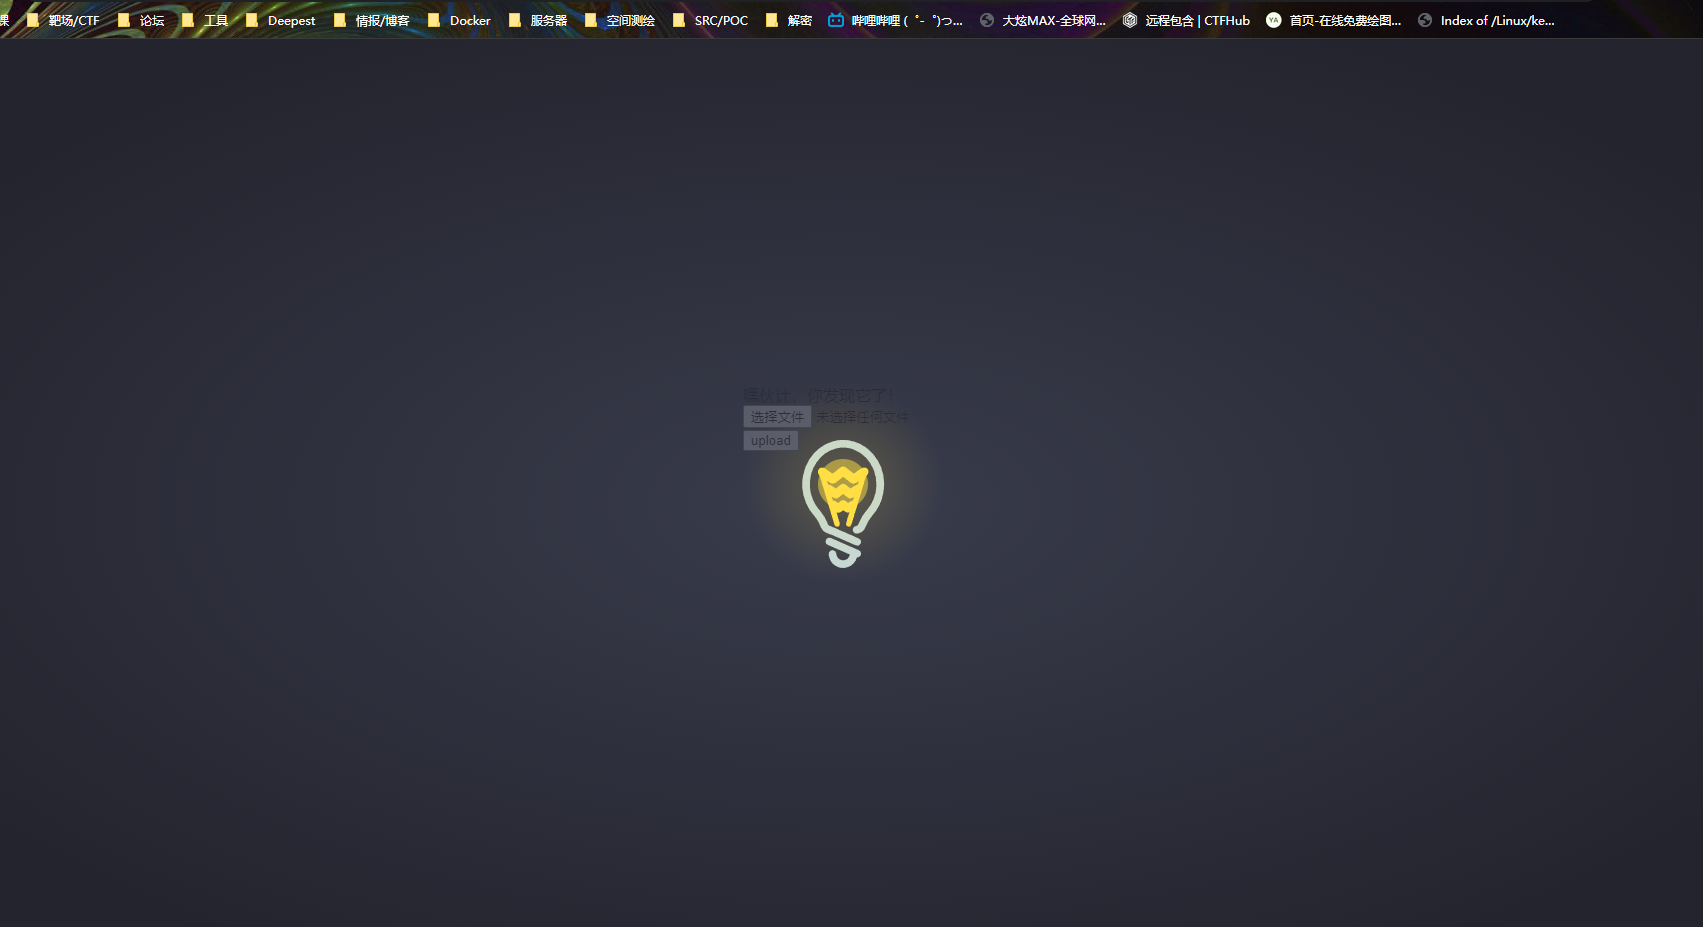 课 靶场/CTF 论坛 工具 Deepest 情报/博客 Docker 服务器 空间测绘 SRC/POC 解密 哔哩哔哩 (゜-゜)つ... 大炫MAX-全球网... 远程包含 | CTFHub YA 首页-在线免费绘图... Index of /Linux/ke...
嘿伙计，你发现它了！
选择文件 未选择任何文件
upload